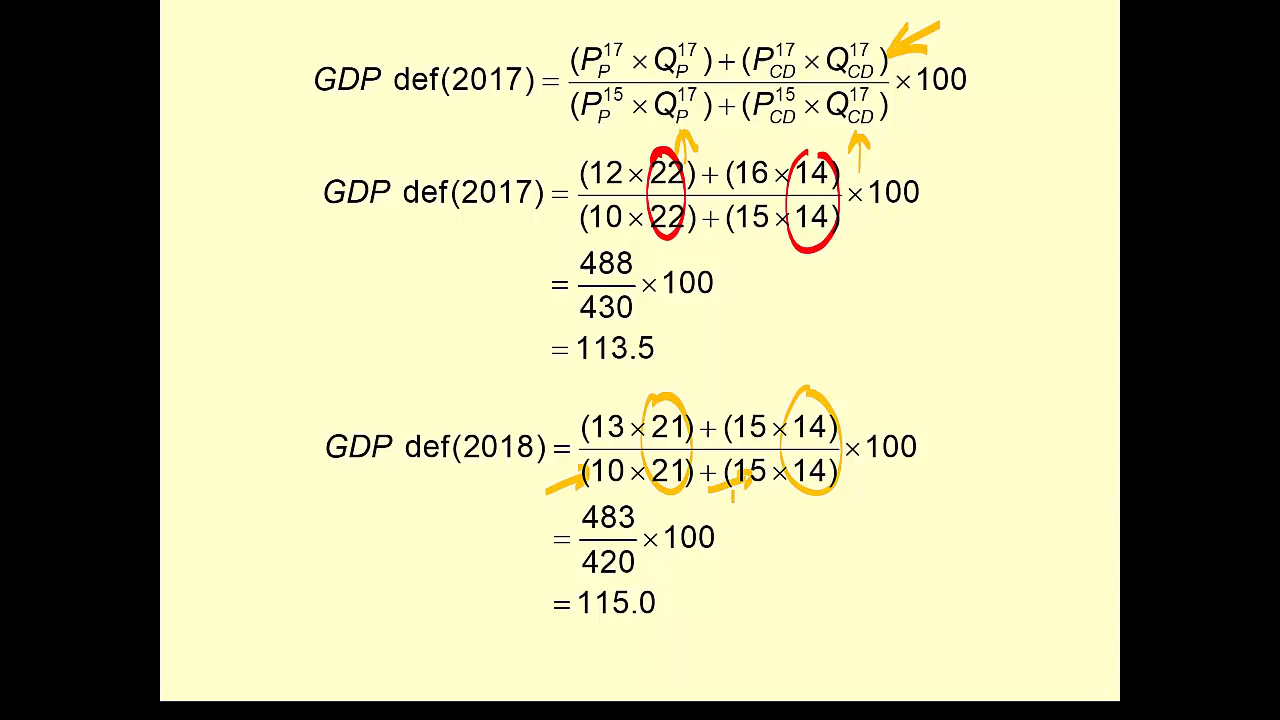 GDP def(2017) = (P_P^17 × Q_P^17) + (P_CD^17 × Q_CD^17) / (P_P^15 × Q_P^17) + (P_CD^15 × Q_CD^17) × 100
GDP def(2017) = (12 × 22) + (16 × 14) / (10 × 22) + (15 × 14) × 100
= 488 / 430 × 100
= 113.5
GDP def(2018) = (13 × 21) + (15 × 14) / (10 × 21) + (15 × 14) × 100
= 483 / 420 × 100
= 115.0